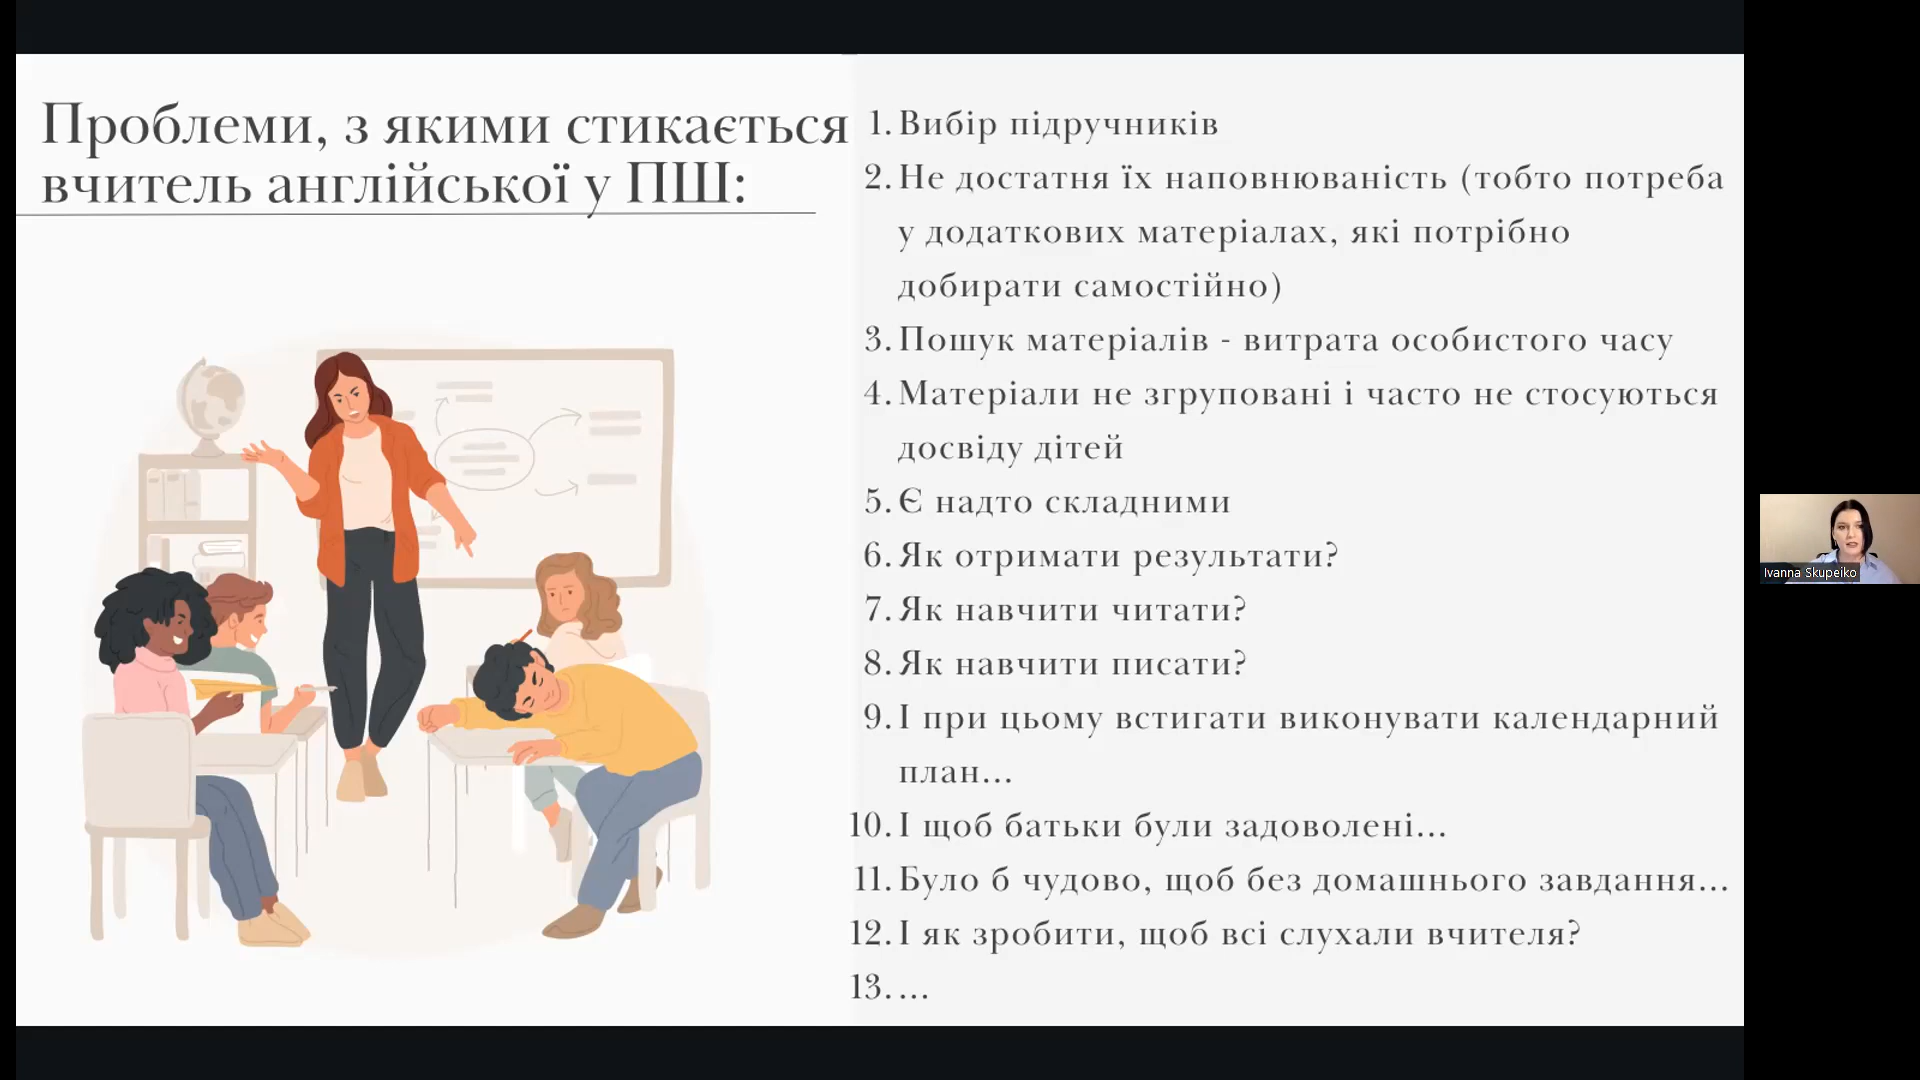 Проблеми, з якими стикається
вчитель англійської у ПШ:
1. Вибір підручників
2. Не достатня їх наповнюваність (тобто потреба
у додаткових матеріалах, які потрібно
добирати самостійно)
3. Пошук матеріалів - витрата особистого часу
4. Матеріали не згруповані і часто не стосуються
досвіду дітей
5. Є надто складними
6. Як отримати результати?
7. Як навчити читати?
8. Як навчити писати?
9. І при цьому встигати виконувати календарний
план...
10. І щоб батьки були задоволені...
11. Було б чудово, щоб без домашнього завдання...
12. І як зробити, щоб всі слухали вчителя?
13. ...
Ivanna Skupeiko